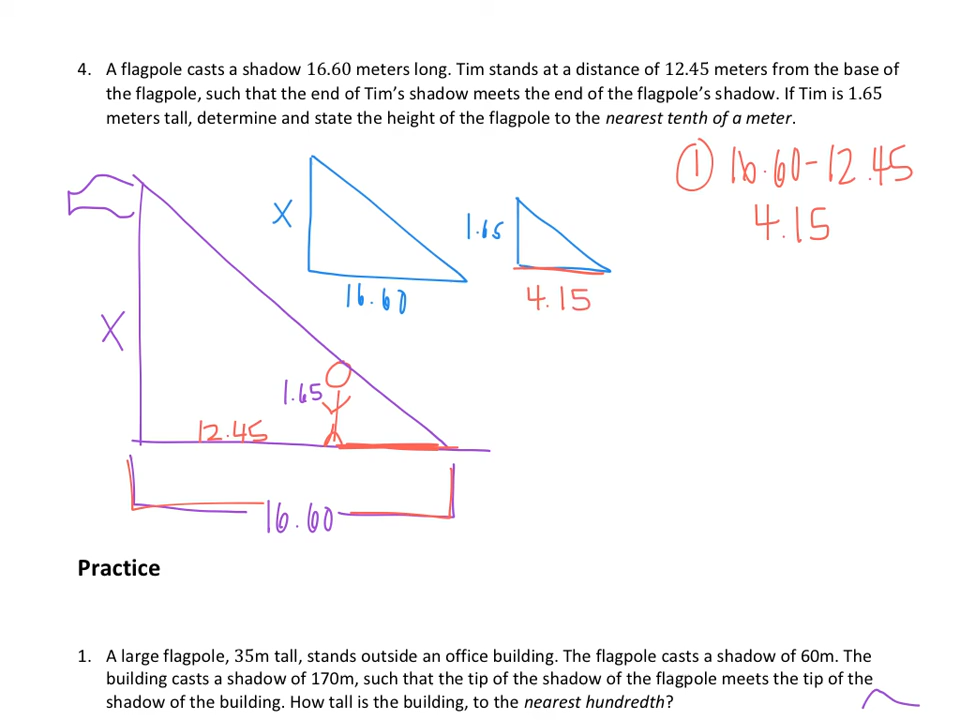 4. A flagpole casts a shadow 16.60 meters long. Tim stands at a distance of 12.45 meters from the base of
the flagpole, such that the end of Tim's shadow meets the end of the flagpole's shadow. If Tim is 1.65
meters tall, determine and state the height of the flagpole to the nearest tenth of a meter.
① 16.60-12.45
4.15
X
1.65
16.60
4.15
X
1.65
12.45
16.60
Practice
1. A large flagpole, 35m tall, stands outside an office building. The flagpole casts a shadow of 60m. The
building casts a shadow of 170m, such that the tip of the shadow of the flagpole meets the tip of the
shadow of the building. How tall is the building, to the nearest hundredth?